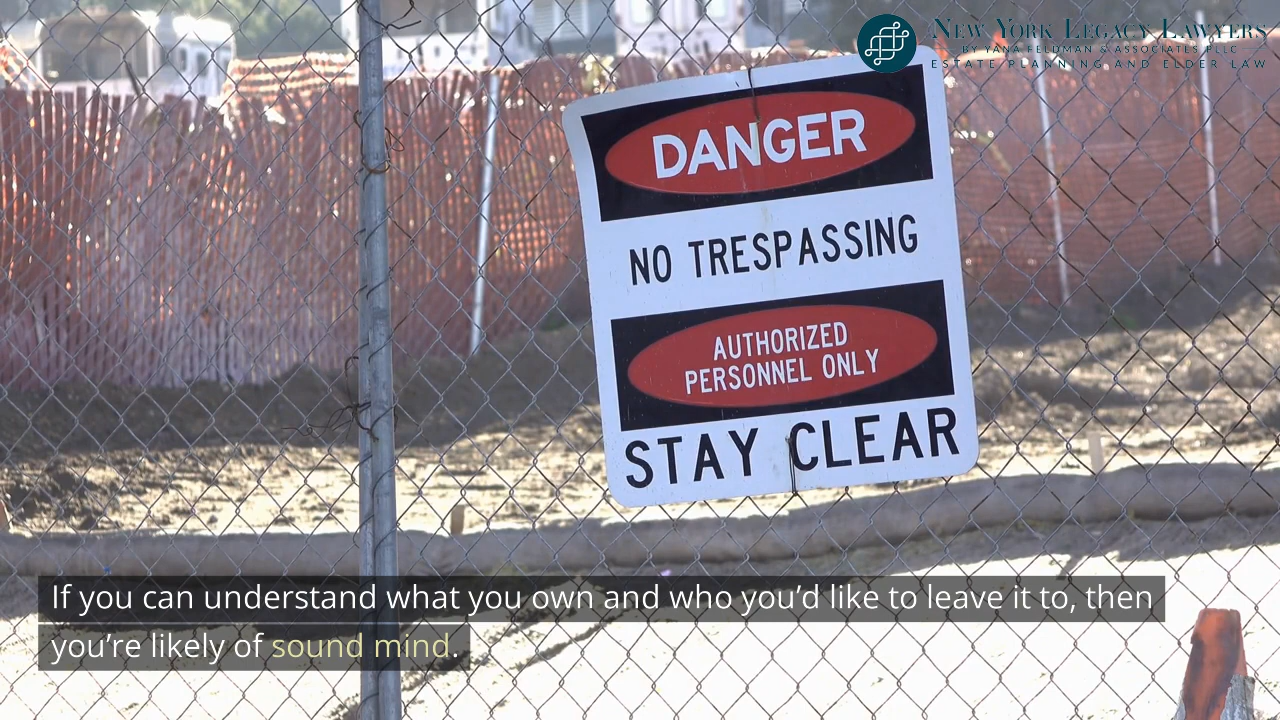 NEW YORK LEGACY LAWYERS
BY YANA FELDMAN & ASSOCIATES PLLC
ESTATE PLANNING AND ELDER LAW
DANGER
NO TRESPASSING
AUTHORIZED
PERSONNEL ONLY
STAY CLEAR
If you can understand what you own and who you’d like to leave it to, then
you’re likely of sound mind.